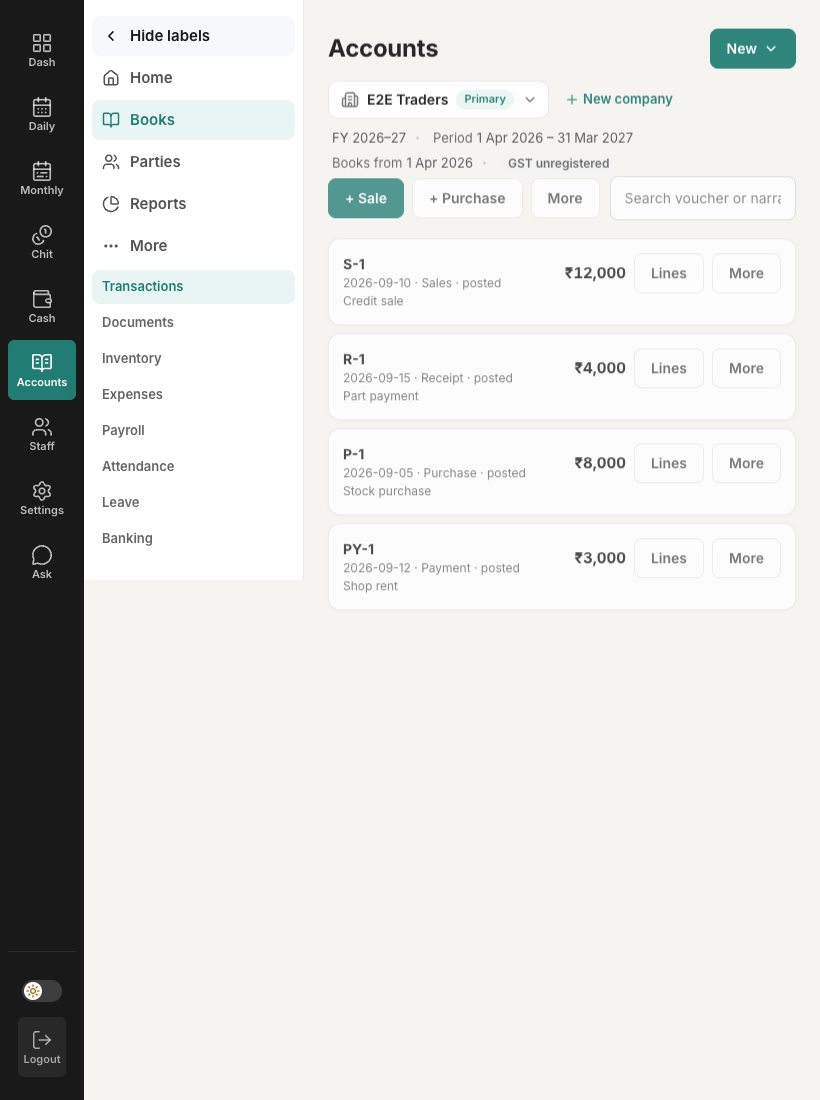 Dash
Daily
Monthly
Chit
Cash
Accounts
Staff
Settings
Ask
Logout
Hide labels
Home
Books
Parties
Reports
More
Transactions
Documents
Inventory
Expenses
Payroll
Attendance
Leave
Banking
Accounts
New
E2E Traders Primary
+ New company
FY 2026–27 · Period 1 Apr 2026 – 31 Mar 2027
Books from 1 Apr 2026 · GST unregistered
+ Sale + Purchase More Search voucher or narra
S-1
2026-09-10 · Sales · posted
Credit sale
₹12,000 Lines More
R-1
2026-09-15 · Receipt · posted
Part payment
₹4,000 Lines More
P-1
2026-09-05 · Purchase · posted
Stock purchase
₹8,000 Lines More
PY-1
2026-09-12 · Payment · posted
Shop rent
₹3,000 Lines More